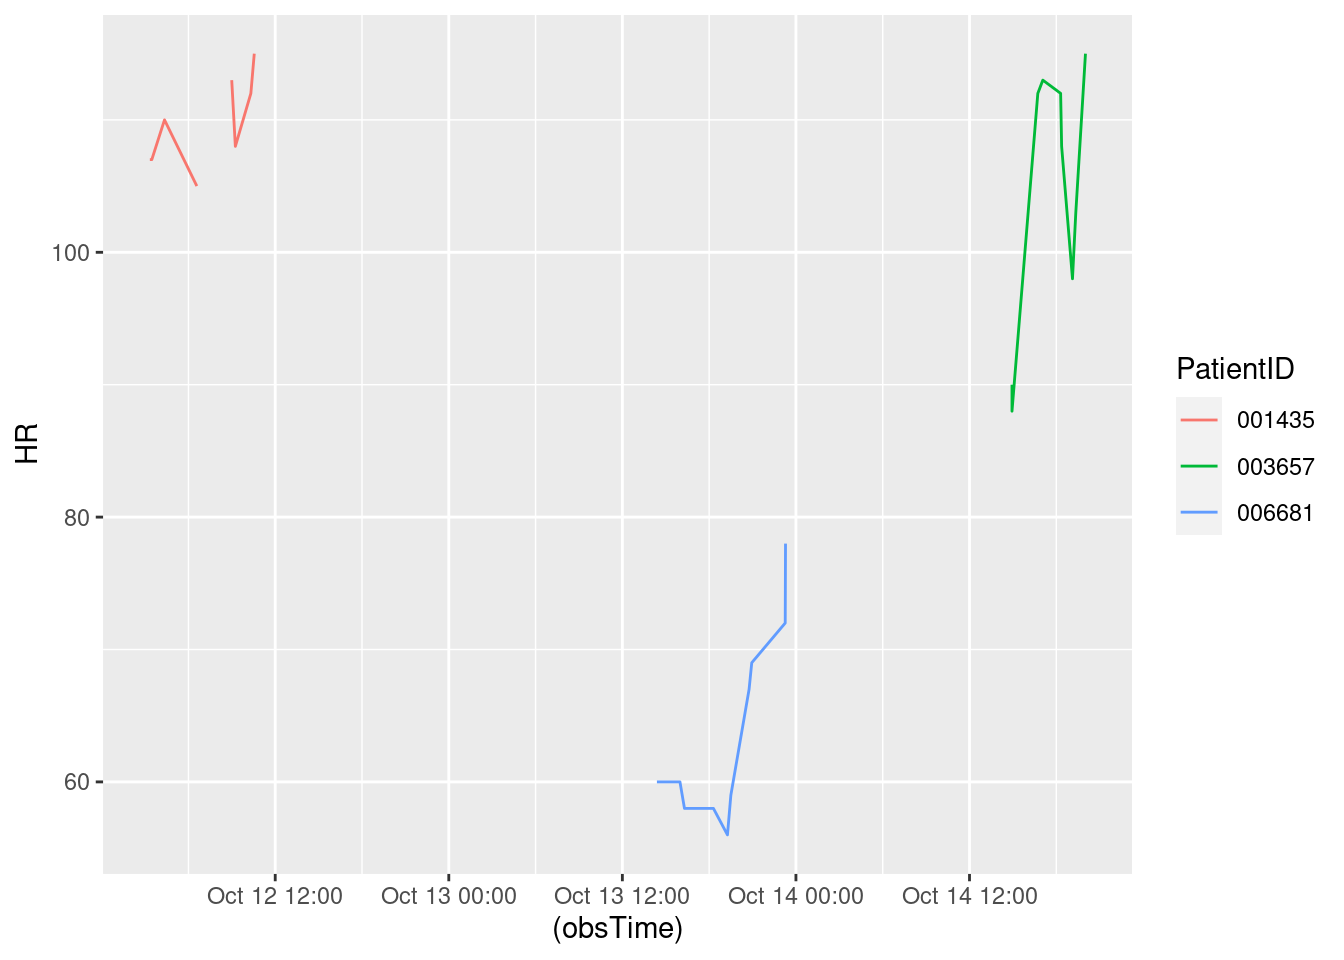 HR
100
80
60
Oct 12 12:00
Oct 13 00:00
Oct 13 12:00
Oct 14 00:00
Oct 14 12:00
(obsTime)
PatientID
001435
003657
006681